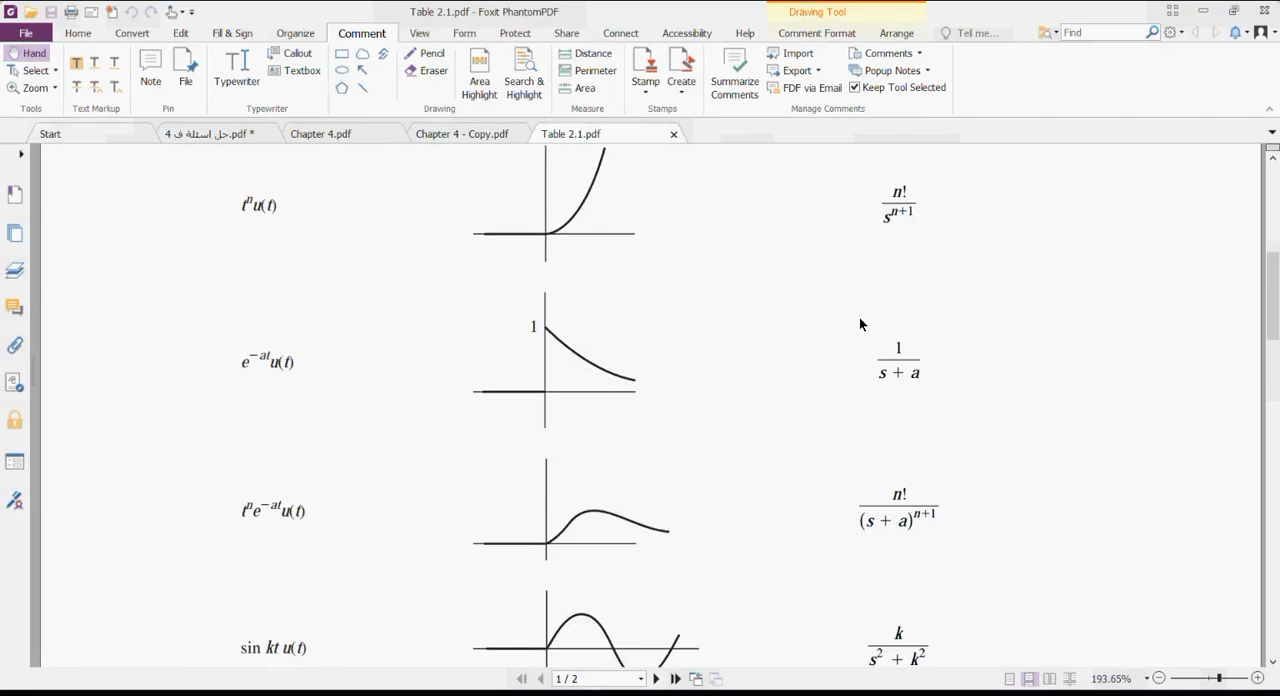 Table 2.1.pdf - Foxit PhantomPDF
Drawing Tool
File Home Convert Edit Fill & Sign Organize Comment View Form Protect Share Connect Accessibility Help Comment Format Arrange Tell me... Find
Hand
Select
Zoom
Tools
T T T
T T T
Text Markup
Note
File
Pin
Typewriter
Callout
Textbox
Typewriter
Pencil
Eraser
Area Highlight
Search & Highlight
Drawing
Distance
Perimeter
Area
Measure
Stamp
Create
Stamps
Summarize Comments
Import
Export
FDF via Email
Comments
Popup Notes
Keep Tool Selected
Manage Comments
Start
حل اسئلة ف 4.pdf *
Chapter 4.pdf
Chapter 4 - Copy.pdf
Table 2.1.pdf
tⁿu(t) n!/sⁿ⁺¹
e⁻ᵃᵗu(t) 1 1/(s + a)
tⁿe⁻ᵃᵗu(t) n!/(s + a)ⁿ⁺¹
sin kt u(t) k/(s² + k²)
1 / 2
193.65%